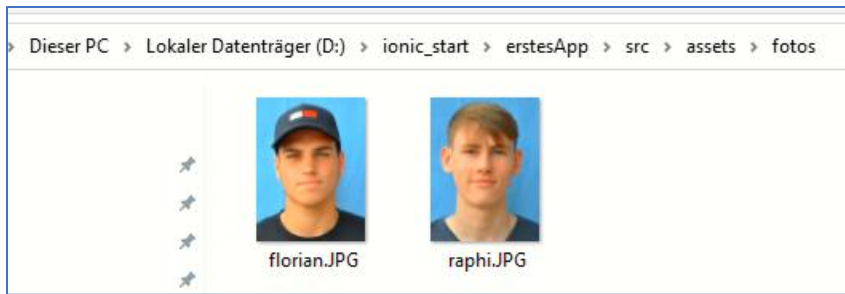 › Dieser PC › Lokaler Datenträger (D:) › ionic_start › erstesApp › src › assets › fotos
florian.JPG
raphi.JPG